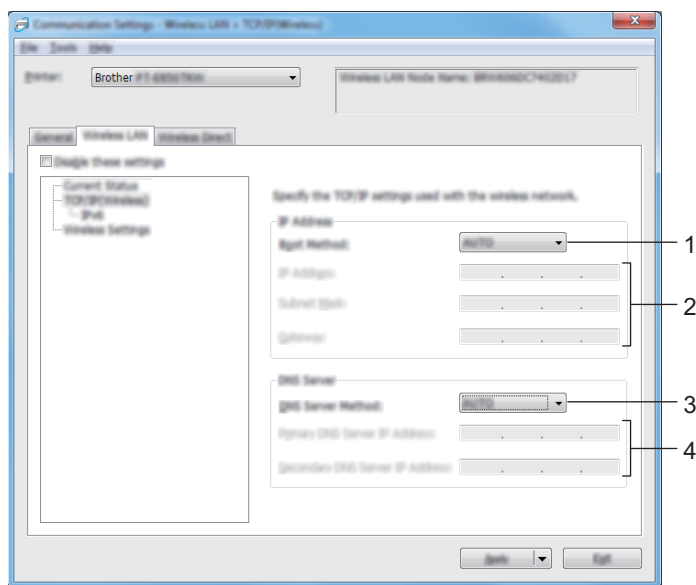 Communication Settings - Wireless LAN > TCP/IP(Wireless)
File Tools Help
Printer: Brother PT-E850TKW
Wireless LAN Node Name:
General Wireless LAN Wireless Direct
Disable these settings
Current Status
TCP/IP(Wireless)
IPv6
Wireless Settings
Specify the TCP/IP settings used with the wireless network.
IP Address
Boot Method: AUTO 1
IP Address:
Subnet Mask:
2
Gateway:
DNS Server
DNS Server Method: AUTO 3
Primary DNS Server IP Address:
4
Secondary DNS Server IP Address:
Apply Exit